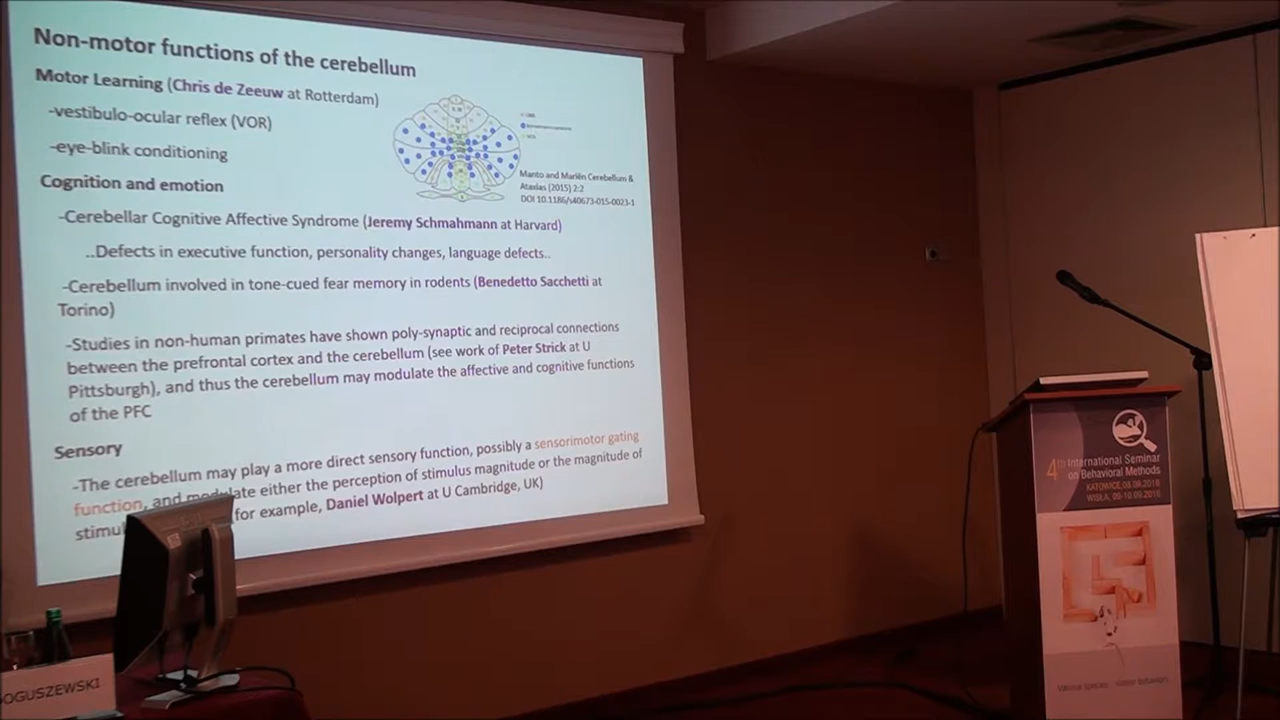 Non-motor functions of the cerebellum
Motor Learning (Chris de Zeeuw at Rotterdam)
-vestibulo-ocular reflex (VOR)
-eye-blink conditioning
Manto and Mariën Cerebellum &
Ataxias (2015) 2:2
DOI 10.1186/s40673-015-0023-1
Cognition and emotion
-Cerebellar Cognitive Affective Syndrome (Jeremy Schmahmann at Harvard)
..Defects in executive function, personality changes, language defects..
-Cerebellum involved in tone-cued fear memory in rodents (Benedetto Sacchetti at
Torino)
-Studies in non-human primates have shown poly-synaptic and reciprocal connections
between the prefrontal cortex and the cerebellum (see work of Peter Strick at U
Pittsburgh), and thus the cerebellum may modulate the affective and cognitive functions
of the PFC
Sensory
-The cerebellum may play a more direct sensory function, possibly a sensorimotor gating
function, and modulate either the perception of stimulus magnitude or the magnitude of
stimul (for example, Daniel Wolpert at U Cambridge, UK)
OGUSZEWSKI
4th International Seminar
on Behavioral Methods
KATOWICE, 08.09.2016
WISŁA, 09-10.09.2016